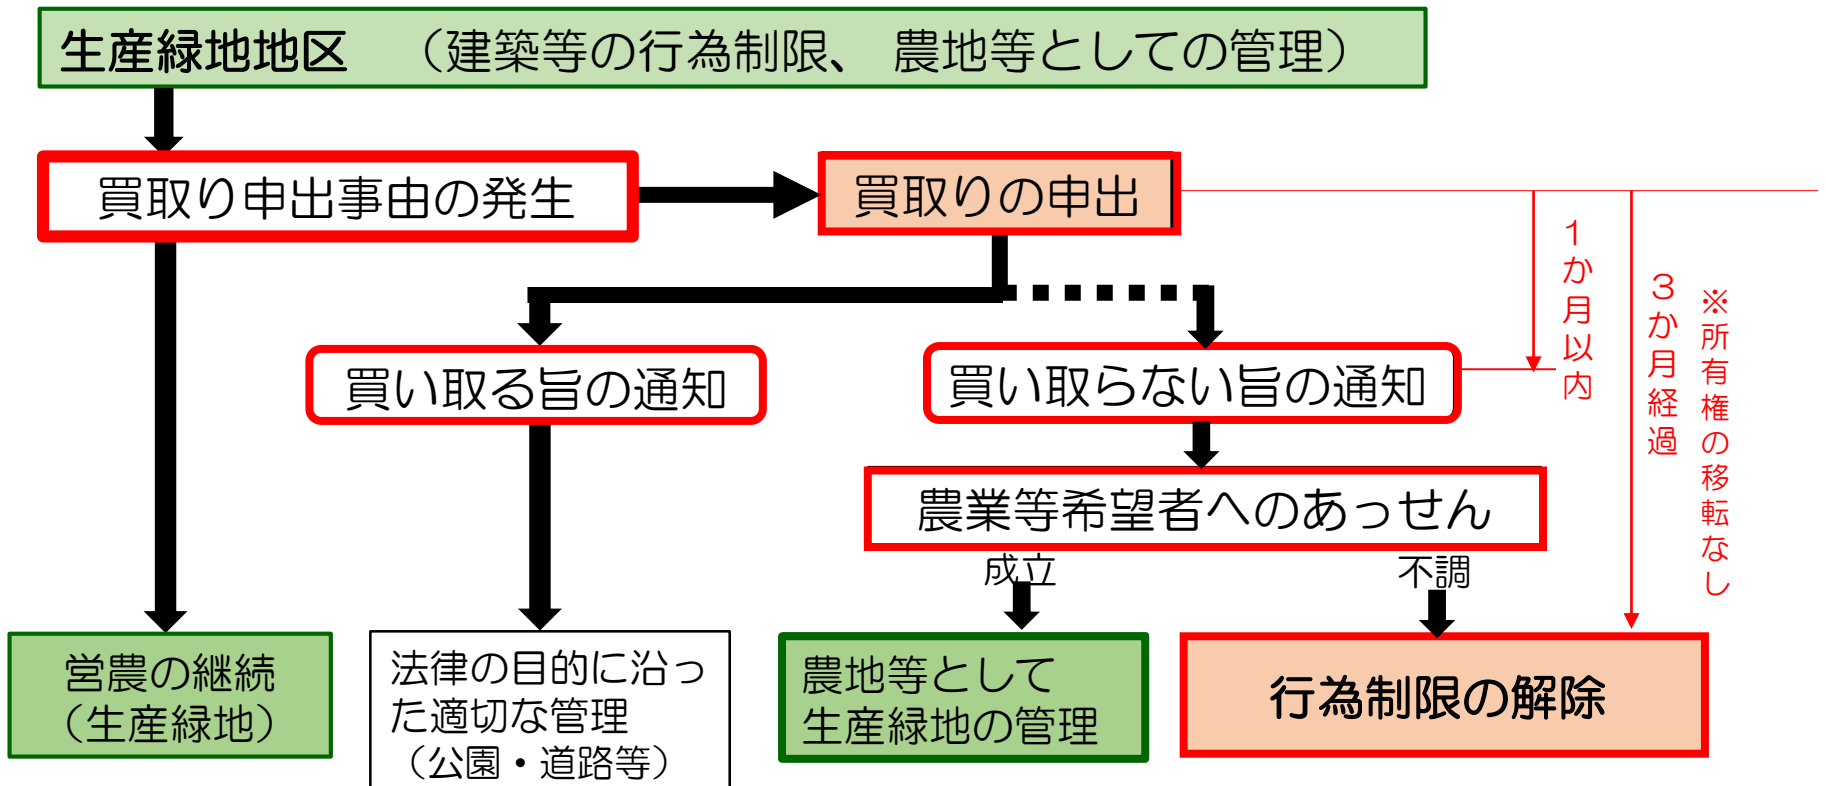 生産緑地地区　（建築等の行為制限、 農地等としての管理）
買取り申出事由の発生
買取りの申出
1か月以内
3か月経過
※所有権の移転なし
買い取る旨の通知
買い取らない旨の通知
農業等希望者へのあっせん
成立
不調
営農の継続
（生産緑地）
法律の目的に沿っ
た適切な管理
（公園・道路等）
農地等として
生産緑地の管理
行為制限の解除